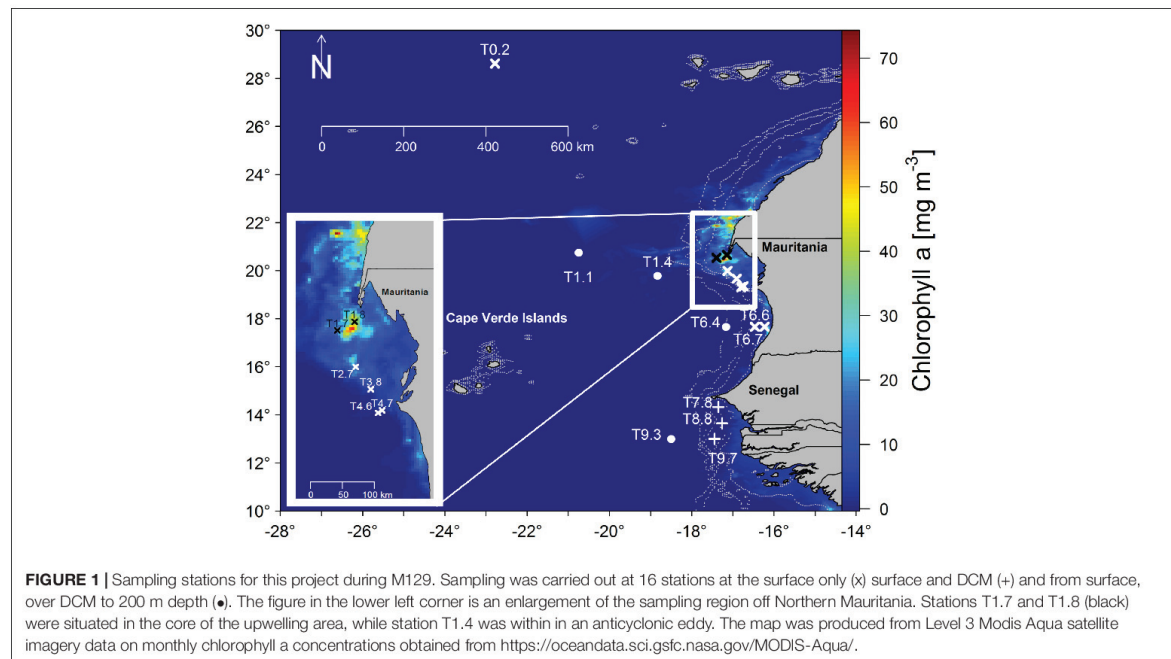 30°
28°
26°
24°
22°
20°
18°
16°
14°
12°
10°
-28°
-26°
-24°
-22°
-20°
-18°
-16°
-14°
N
T0.2
0 200 400 600 km
Mauritania
T1.1
T1.4
Cape Verde Islands
T6.4
T6.6
T6.7
Senegal
T7.8
T8.8
T9.3
T9.7
Mauritania
T1.7
T1.8
T2.7
T3.8
T4.6
T4.7
0 50 100 km
70
60
50
40
30
20
10
0
Chlorophyll a [mg m-3]
FIGURE 1 | Sampling stations for this project during M129. Sampling was carried out at 16 stations at the surface only (x) surface and DCM (+) and from surface,
over DCM to 200 m depth (●). The figure in the lower left corner is an enlargement of the sampling region off Northern Mauritania. Stations T1.7 and T1.8 (black)
were situated in the core of the upwelling area, while station T1.4 was within in an anticyclonic eddy. The map was produced from Level 3 Modis Aqua satellite
imagery data on monthly chlorophyll a concentrations obtained from https://oceandata.sci.gsfc.nasa.gov/MODIS-Aqua/.